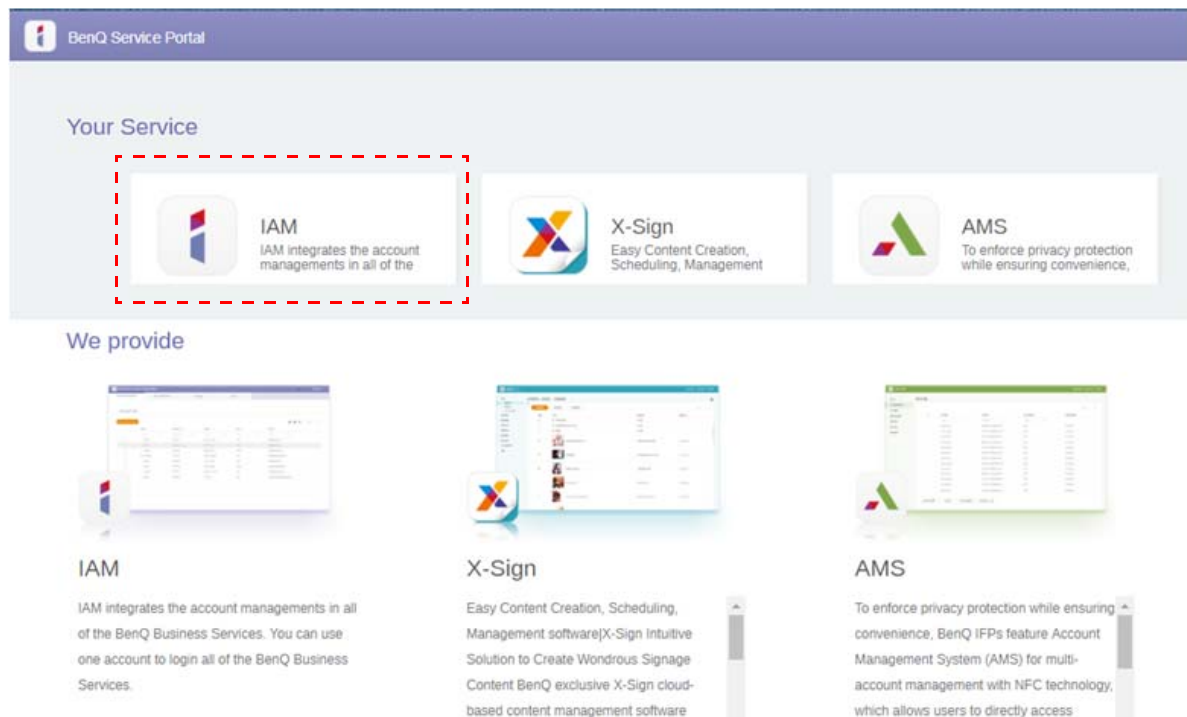 BenQ Service Portal
Your Service
IAM
IAM integrates the account
managements in all of the
X-Sign
Easy Content Creation,
Scheduling, Management
AMS
To enforce privacy protection
while ensuring convenience,
We provide
IAM
IAM integrates the account managements in all
of the BenQ Business Services. You can use
one account to login all of the BenQ Business
Services.
X-Sign
Easy Content Creation, Scheduling,
Management software|X-Sign Intuitive
Solution to Create Wondrous Signage
Content BenQ exclusive X-Sign cloud-
based content management software
AMS
To enforce privacy protection while ensuring
convenience, BenQ IFPs feature Account
Management System (AMS) for multi-
account management with NFC technology,
which allows users to directly access